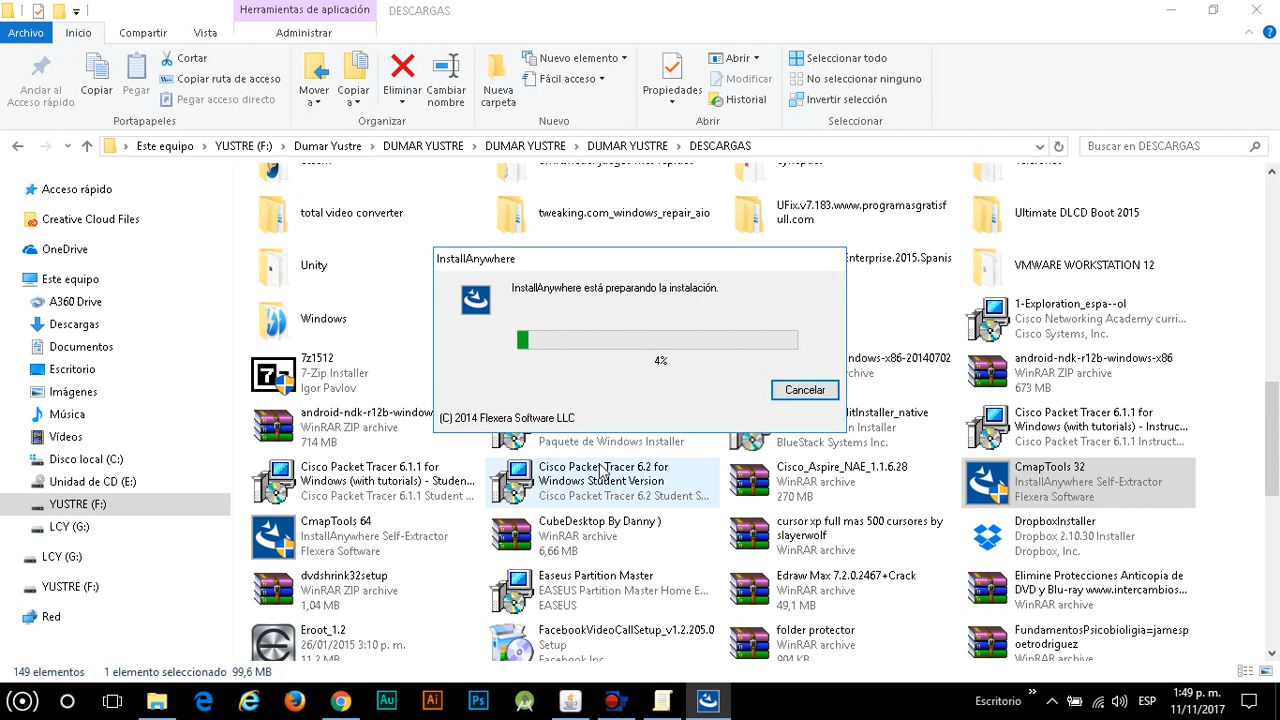 Herramientas de aplicación
DESCARGAS
Archivo
Inicio
Compartir
Vista
Administrar
Anclar al
Acceso rápido
Copiar
Pegar
Cortar
Copiar ruta de acceso
Pegar acceso directo
Portapapeles
Mover
a
Copiar
a
Eliminar
Cambiar
nombre
Organizar
Nueva
carpeta
Nuevo elemento
Fácil acceso
Nuevo
Propiedades
Abrir
Modificar
Historial
Abrir
Seleccionar todo
No seleccionar ninguno
Invertir selección
Seleccionar
Este equipo
YUSTRE (F:)
Dumar Yustre
DUMAR YUSTRE
DUMAR YUSTRE
DUMAR YUSTRE
DESCARGAS
Buscar en DESCARGAS
Acceso rápido
Creative Cloud Files
OneDrive
Este equipo
A360 Drive
Descargas
Documentos
Escritorio
Imágenes
Música
Vídeos
Disco local (C:)
Unidad de CD (E:)
YUSTRE (F:)
LCY (G:)
LCY (G:)
YUSTRE (F:)
Red
total video converter
tweaking.com_windows_repair_aio
UFix.v7.183.www.programasgratisfull.com
Ultimate DLCD Boot 2015
Unity
.Enterprise.2015.Spanis
VMWARE WORKSTATION 12
Windows
1-Exploration_espa--ol
Cisco Networking Academy curri...
Cisco Systems, Inc.
7z1512
7-Zip Installer
Igor Pavlov
-windows-x86-20140702
WinRAR ZIP archive
android-ndk-r12b-windows-x86
WinRAR ZIP archive
673 MB
android-ndk-r12b-window
WinRAR ZIP archive
714 MB
Paquete de Windows Installer
itInstaller_native
n Installer
BlueStack Systems Inc.
Cisco Packet Tracer 6.1.1 for
Windows (with tutorials) - Instruc...
Cisco Packet Tracer 6.1.1 Instruct...
Cisco Packet Tracer 6.1.1 for
Windows (with tutorials) - Studen...
Cisco Packet Tracer 6.1.1 Student ...
Cisco Packet Tracer 6.2 for
Windows Student Version
Cisco Packet Tracer 6.2 Student S...
Cisco_Aspire_NAE_1.1.6.28
WinRAR archive
270 MB
CmapTools 32
InstallAnywhere Self-Extractor
Flexera Software
CmapTools 64
InstallAnywhere Self-Extractor
Flexera Software
CubeDesktop By Danny )
WinRAR archive
6,66 MB
cursor xp full mas 500 cursores by
slayerwolf
WinRAR archive
DropboxInstaller
Dropbox 2.10.30 Installer
Dropbox, Inc.
dvdshrink32setup
WinRAR ZIP archive
1,04 MB
Easeus Partition Master
EASEUS Partition Master Home E...
EASEUS
Edraw Max 7.2.0.2467+Crack
WinRAR archive
49,1 MB
Elimine Protecciones Anticopia de
DVD y Blu-ray www.intercambios...
WinRAR archive
Eroot_1.2
26/01/2015 3:10 p. m.
11,2 MB
FacebookVideoCallSetup_v1.2.205.0
Setup
Facebook Inc.
folder protector
WinRAR archive
904 KB
FundamentosPsicobioligia=jamesp
oetrodriguez
WinRAR archive
InstallAnywhere
InstallAnywhere está preparando la instalación.
4%
Cancelar
(C) 2014 Flexera Software LLC
149 elementos
1 elemento seleccionado 99,6 MB
Au
Ai
Ps
Escritorio
ESP
1:49 p. m.
11/11/2017